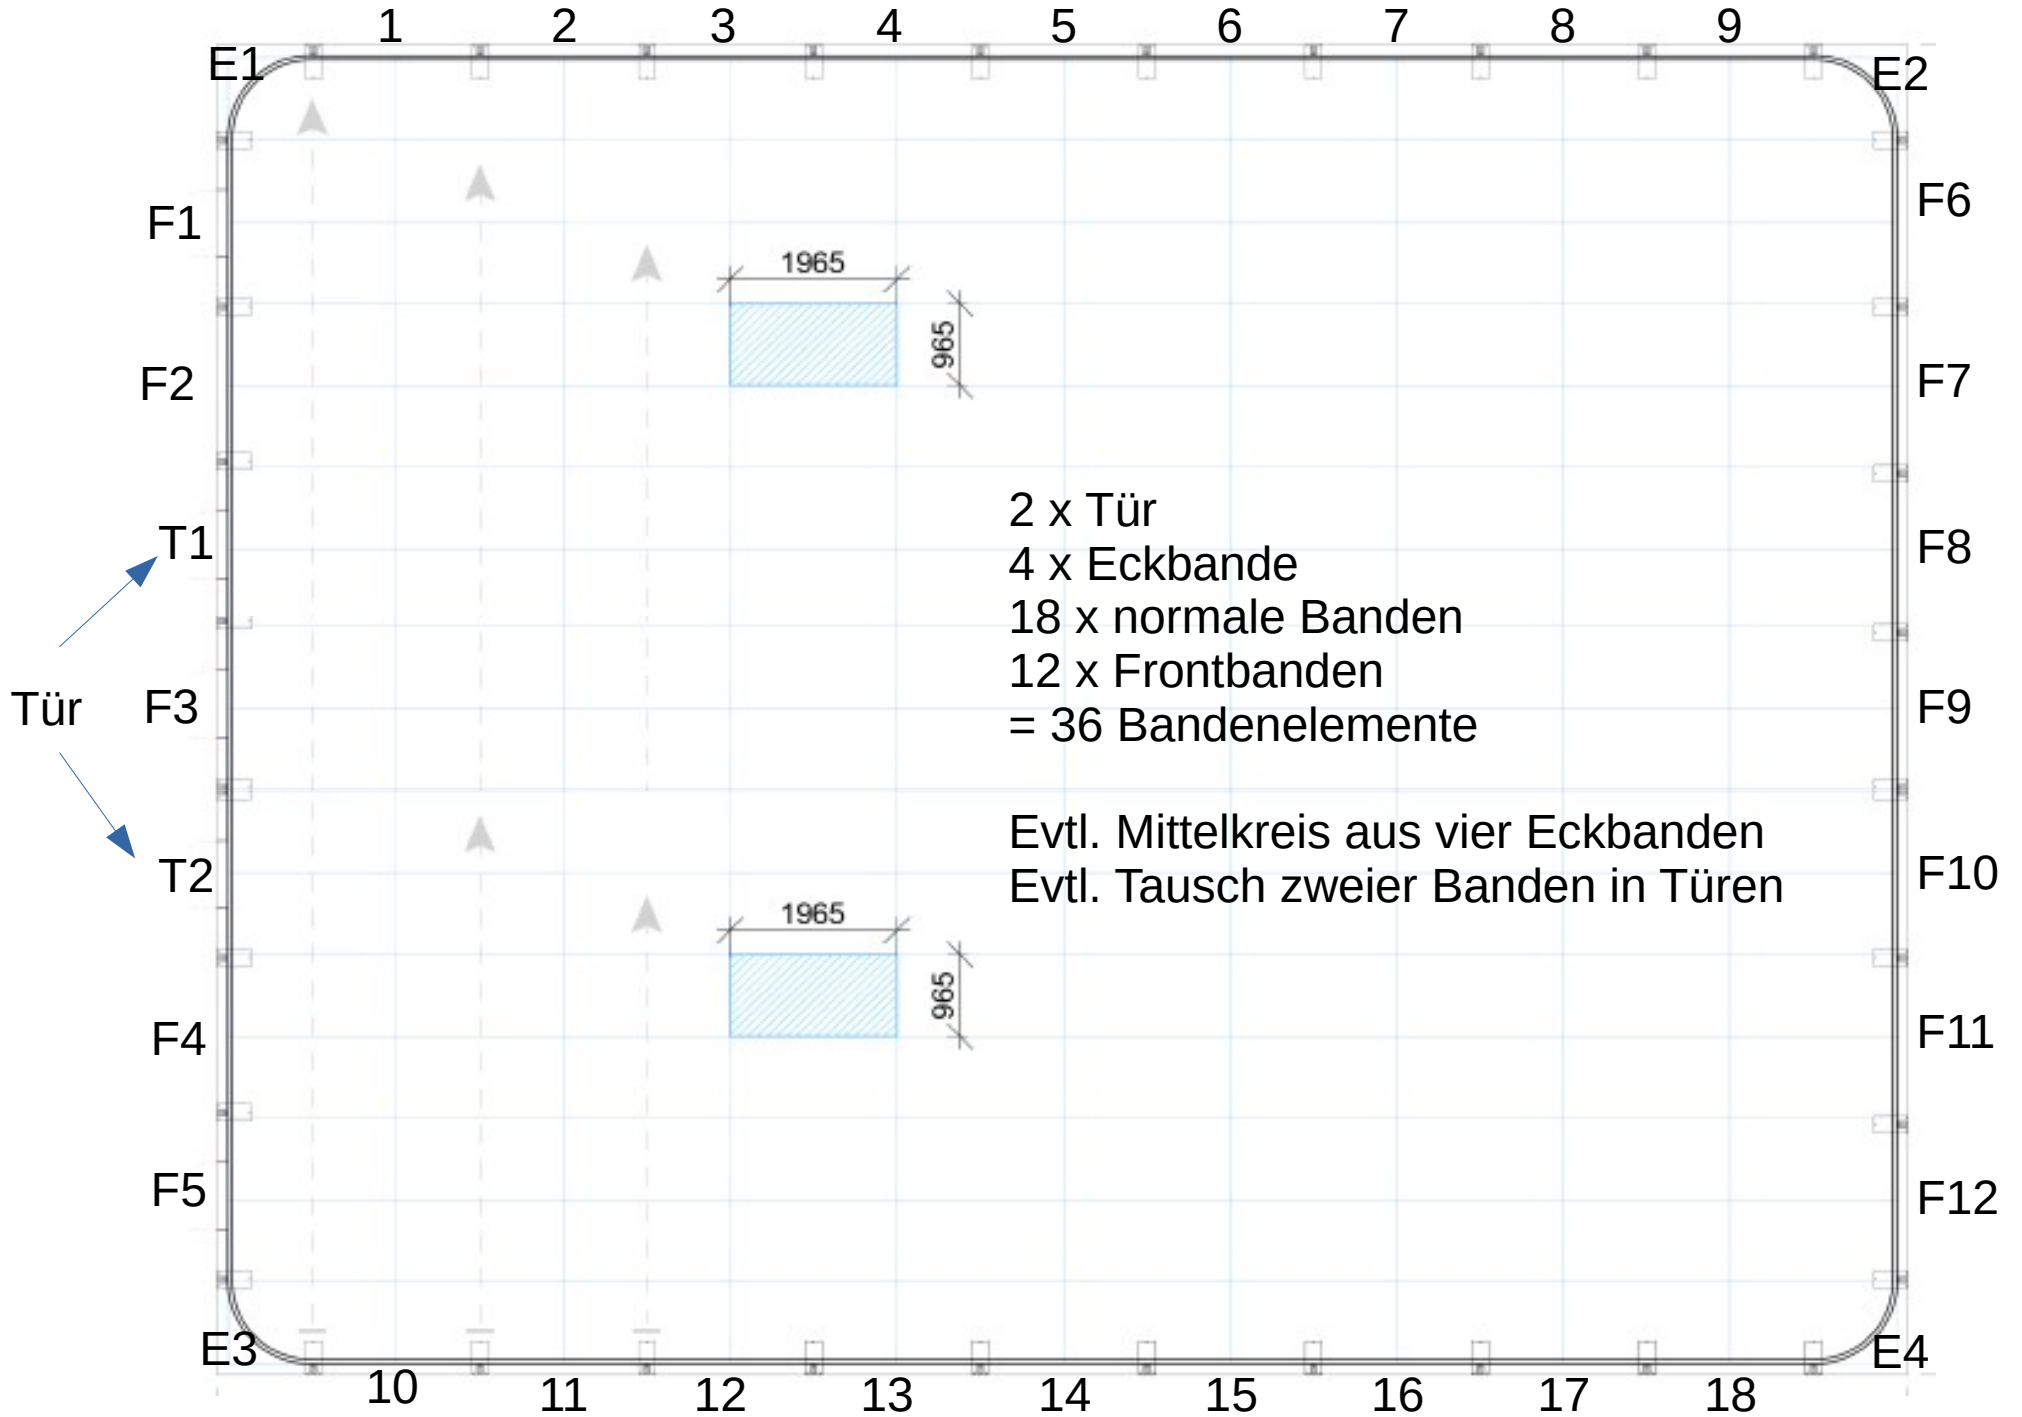 1 2 3 4 5 6 7 8 9
E1 E2
F1 F6
1965
965
F2 F7
2 x Tür
T1 F8
4 x Eckbande
18 x normale Banden
12 x Frontbanden
Tür F3 F9
= 36 Bandenelemente
Evtl. Mittelkreis aus vier Eckbanden
T2 F10
Evtl. Tausch zweier Banden in Türen
1965
965
F4 F11
F5 F12
E3 E4
10 11 12 13 14 15 16 17 18